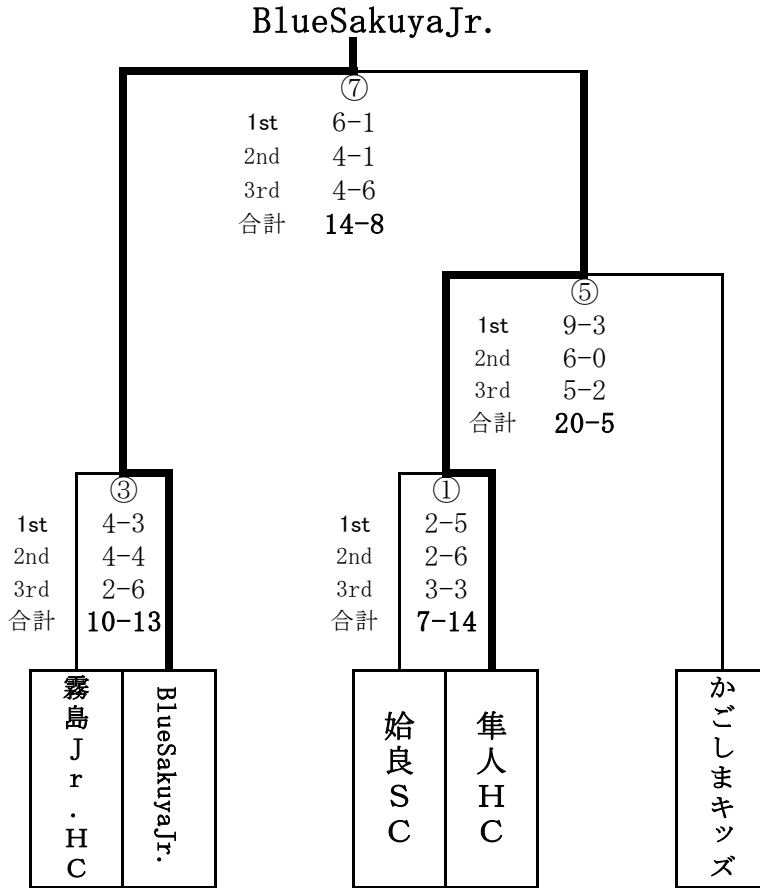 BlueSakuyaJr.
⑦
1st 6-1
2nd 4-1
3rd 4-6
合計 14-8
⑤
1st 9-3
2nd 6-0
3rd 5-2
合計 20-5
③
1st 4-3
2nd 4-4
3rd 2-6
合計 10-13
①
1st 2-5
2nd 2-6
3rd 3-3
合計 7-14
霧島Jr.HC
BlueSakuyaJr.
姶良SC
隼人HC
かごしまキッズ